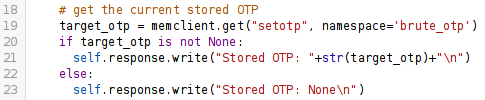 18 # get the current stored OTP
19 target_otp = memclient.get("setotp", namespace='brute_otp')
20 if target_otp is not None:
21 self.response.write("Stored OTP: "+str(target_otp)+"\n")
22 else:
23 self.response.write("Stored OTP: None\n")